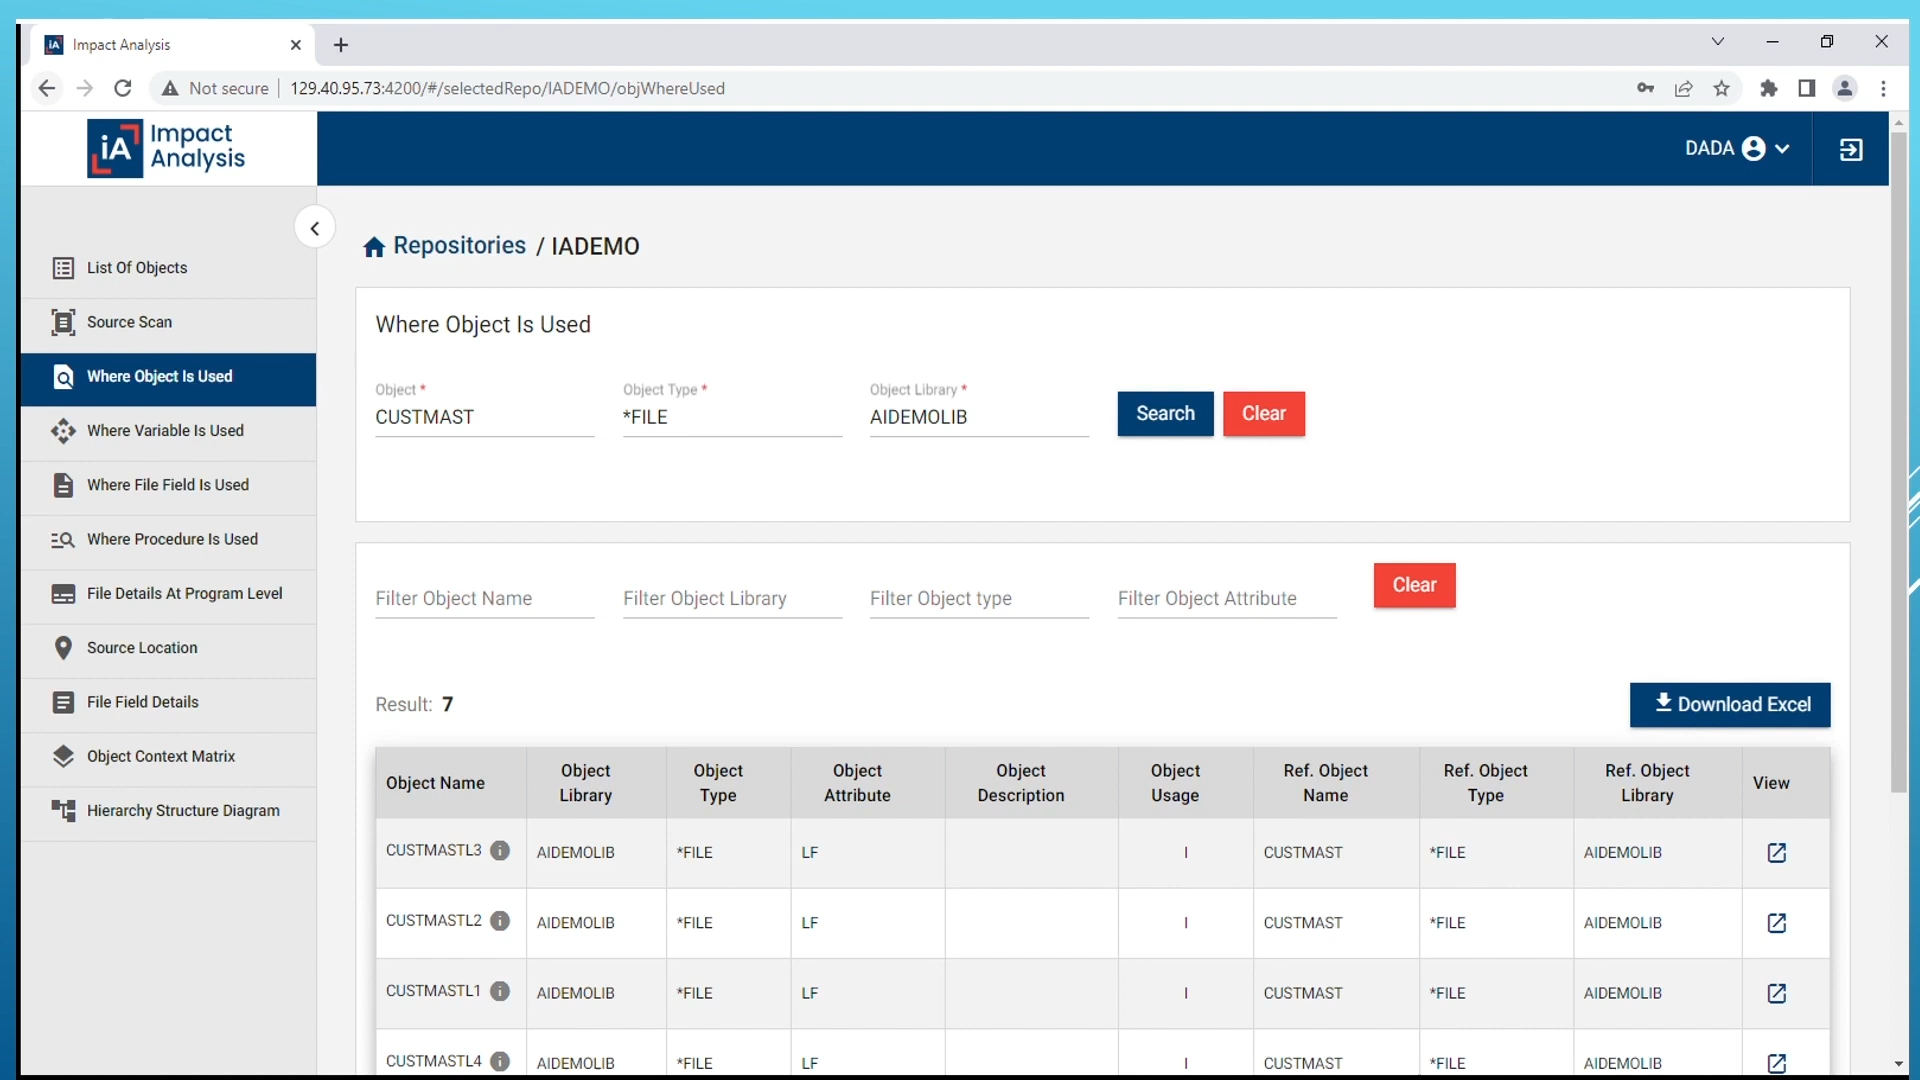 iA Impact Analysis
Not secure 129.40.95.73:4200/#/selectedRepo/IADEMO/objWhereUsed
iA Impact
Analysis
DADA
Repositories / IADEMO
List Of Objects
Source Scan
Where Object Is Used
Where Variable Is Used
Where File Field Is Used
Where Procedure Is Used
File Details At Program Level
Source Location
File Field Details
Object Context Matrix
Hierarchy Structure Diagram
Where Object Is Used
Object * Object Type * Object Library *
CUSTMAST *FILE AIDEMOLIB Search Clear
Filter Object Name Filter Object Library Filter Object type Filter Object Attribute Clear
Result: 7 Download Excel
Object Name Object Library Object Type Object Attribute Object Description Object Usage Ref. Object Name Ref. Object Type Ref. Object Library View
CUSTMASTL3 AIDEMOLIB *FILE LF I CUSTMAST *FILE AIDEMOLIB
CUSTMASTL2 AIDEMOLIB *FILE LF I CUSTMAST *FILE AIDEMOLIB
CUSTMASTL1 AIDEMOLIB *FILE LF I CUSTMAST *FILE AIDEMOLIB
CUSTMASTL4 AIDEMOLIB *FILE LF I CUSTMAST *FILE AIDEMOLIB